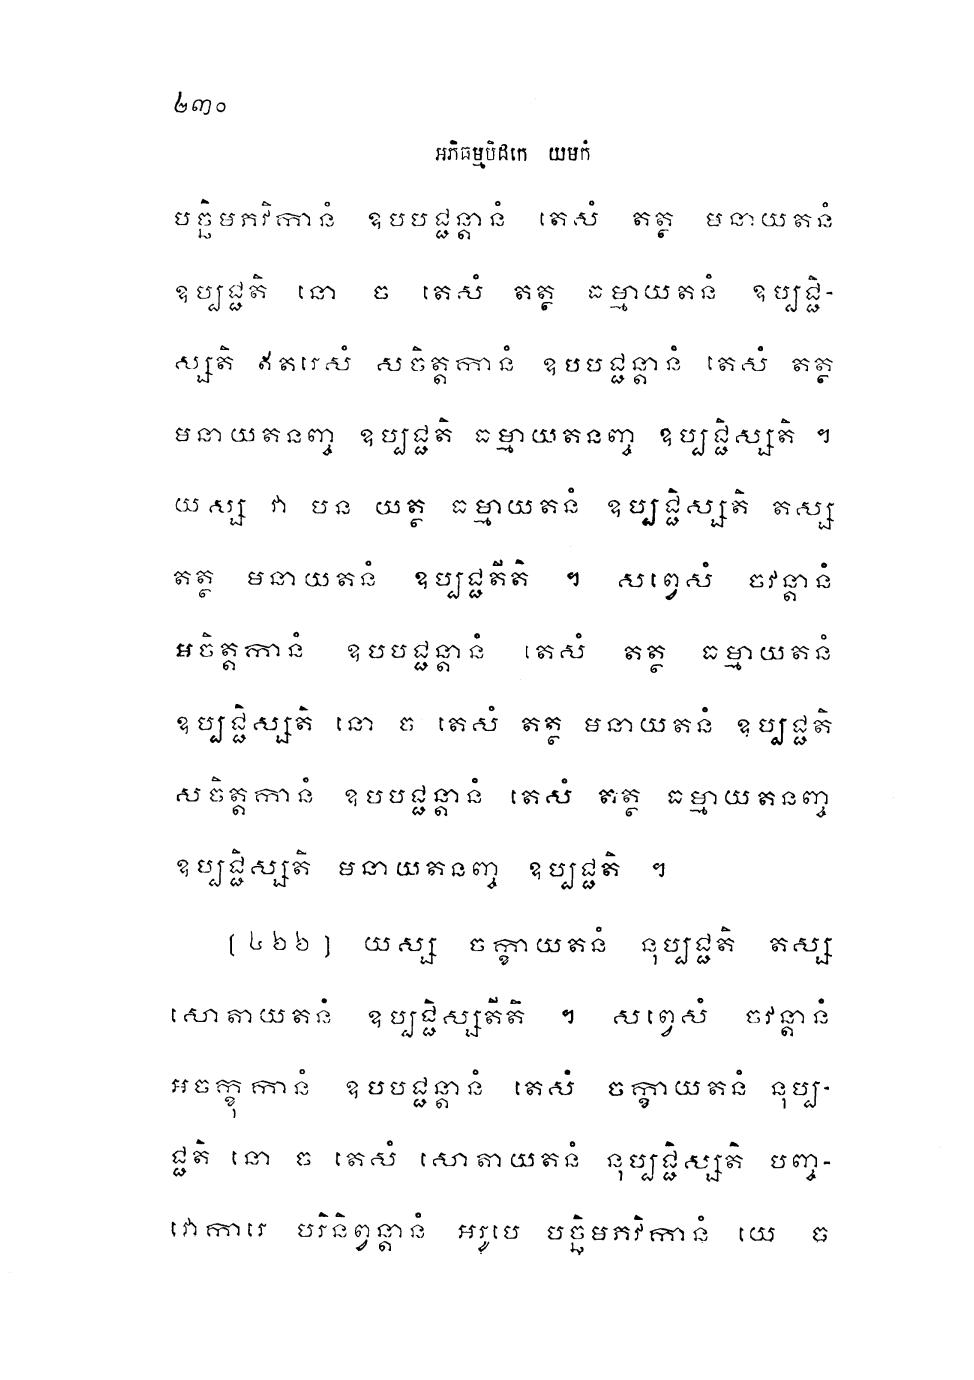 ២៣០
អភិធម្មបិដកេ យមកំ
បច្ឆិមភវិកានំ ឧបបជ្ជន្តានំ តេសំ តត្ថ មនាយតនំ
ឧប្បជ្ជតិ នោ ច តេសំ តត្ថ ធម្មាយតនំ ឧប្បជ្ជិ-
ស្សតិ ឥតរេសំ សចិត្តកានំ ឧបបជ្ជន្តានំ តេសំ តត្ថ
មនាយតនញ្ច ឧប្បជ្ជតិ ធម្មាយតនញ្ច ឧប្បជ្ជិស្សតិ ។
យស្ស វា បន យត្ថ ធម្មាយតនំ ឧប្បជ្ជិស្សតិ តស្ស
តត្ថ មនាយតនំ ឧប្បជ្ជតីតិ ។ សព្វេសំ ចវន្តានំ
អចិត្តកានំ ឧបបជ្ជន្តានំ តេសំ តត្ថ ធម្មាយតនំ
ឧប្បជ្ជិស្សតិ នោ ច តេសំ តត្ថ មនាយតនំ ឧប្បជ្ជតិ
សចិត្តកានំ ឧបបជ្ជន្តានំ តេសំ តត្ថ ធម្មាយតនញ្ច
ឧប្បជ្ជិស្សតិ មនាយតនញ្ច ឧប្បជ្ជតិ ។
[៤៦៦] យស្ស ចក្ខាយតនំ នុប្បជ្ជតិ តស្ស
សោតាយតនំ ឧប្បជ្ជិស្សតីតិ ។ សព្វេសំ ចវន្តានំ
អចក្ខុកានំ ឧបបជ្ជន្តានំ តេសំ ចក្ខាយតនំ នុប្ប-
ជ្ជតិ នោ ច តេសំ សោតាយតនំ នុប្បជ្ជិស្សតិ បញ្ច-
វោការេ បរិនិព្វន្តានំ អរូបេ បច្ឆិមភវិកានំ យេ ច